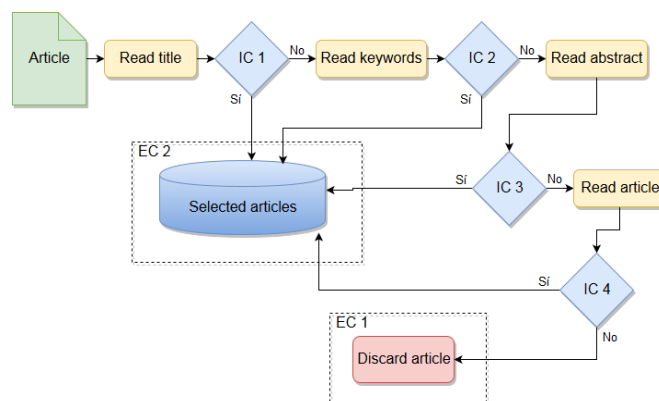 Article
Read title
IC 1
No
Read keywords
IC 2
No
Read abstract
Sí
Sí
EC 2
Selected articles
Sí
IC 3
No
Read article
Sí
IC 4
No
EC 1
Discard article